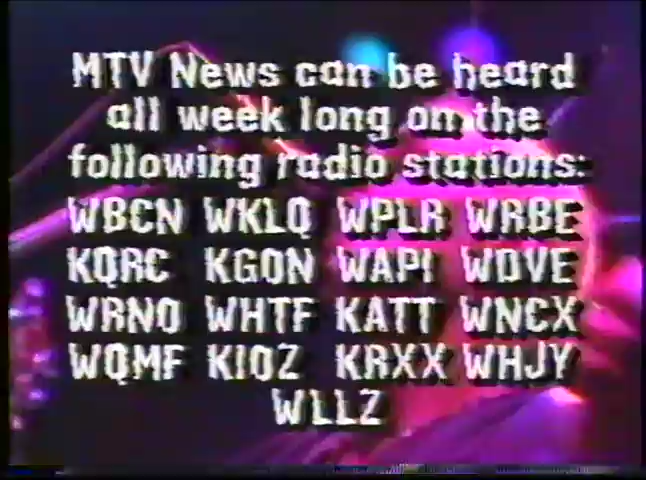 MTV News can be heard
all week long on the
following radio stations:
WBCN WKLQ WPLR WRBE
KQRC KGON WAPI WDVE
WRNO WHTF KATT WNCX
WQMF KIOZ KRXX WHJY
WLLZ